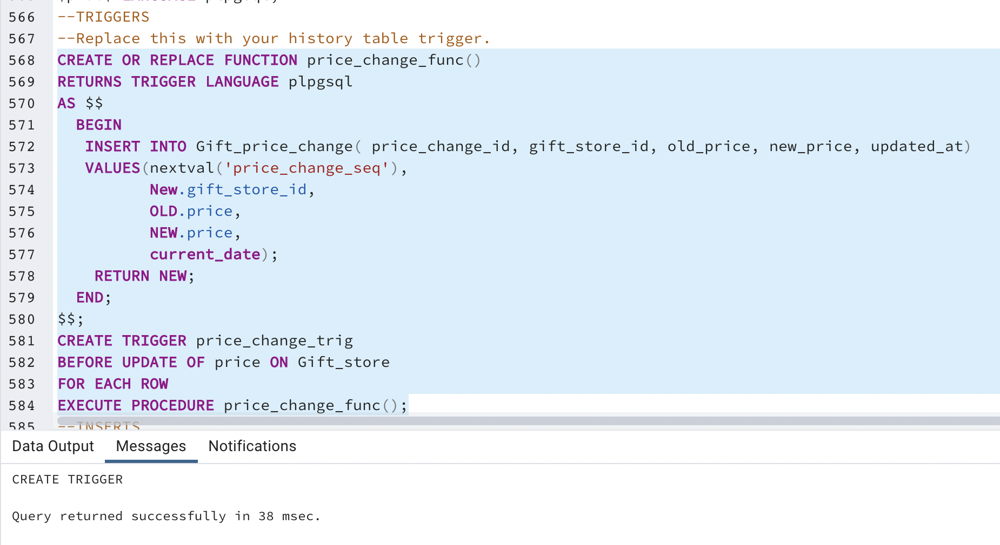 566 --TRIGGERS
567 --Replace this with your history table trigger.
568 CREATE OR REPLACE FUNCTION price_change_func()
569 RETURNS TRIGGER LANGUAGE plpgsql
570 AS $$
571 BEGIN
572 INSERT INTO Gift_price_change( price_change_id, gift_store_id, old_price, new_price, updated_at)
573 VALUES(nextval('price_change_seq'),
574 New.gift_store_id,
575 OLD.price,
576 NEW.price,
577 current_date);
578 RETURN NEW;
579 END;
580 $$;
581 CREATE TRIGGER price_change_trig
582 BEFORE UPDATE OF price ON Gift_store
583 FOR EACH ROW
584 EXECUTE PROCEDURE price_change_func();
585 --INSERTS
Data Output Messages Notifications
CREATE TRIGGER
Query returned successfully in 38 msec.